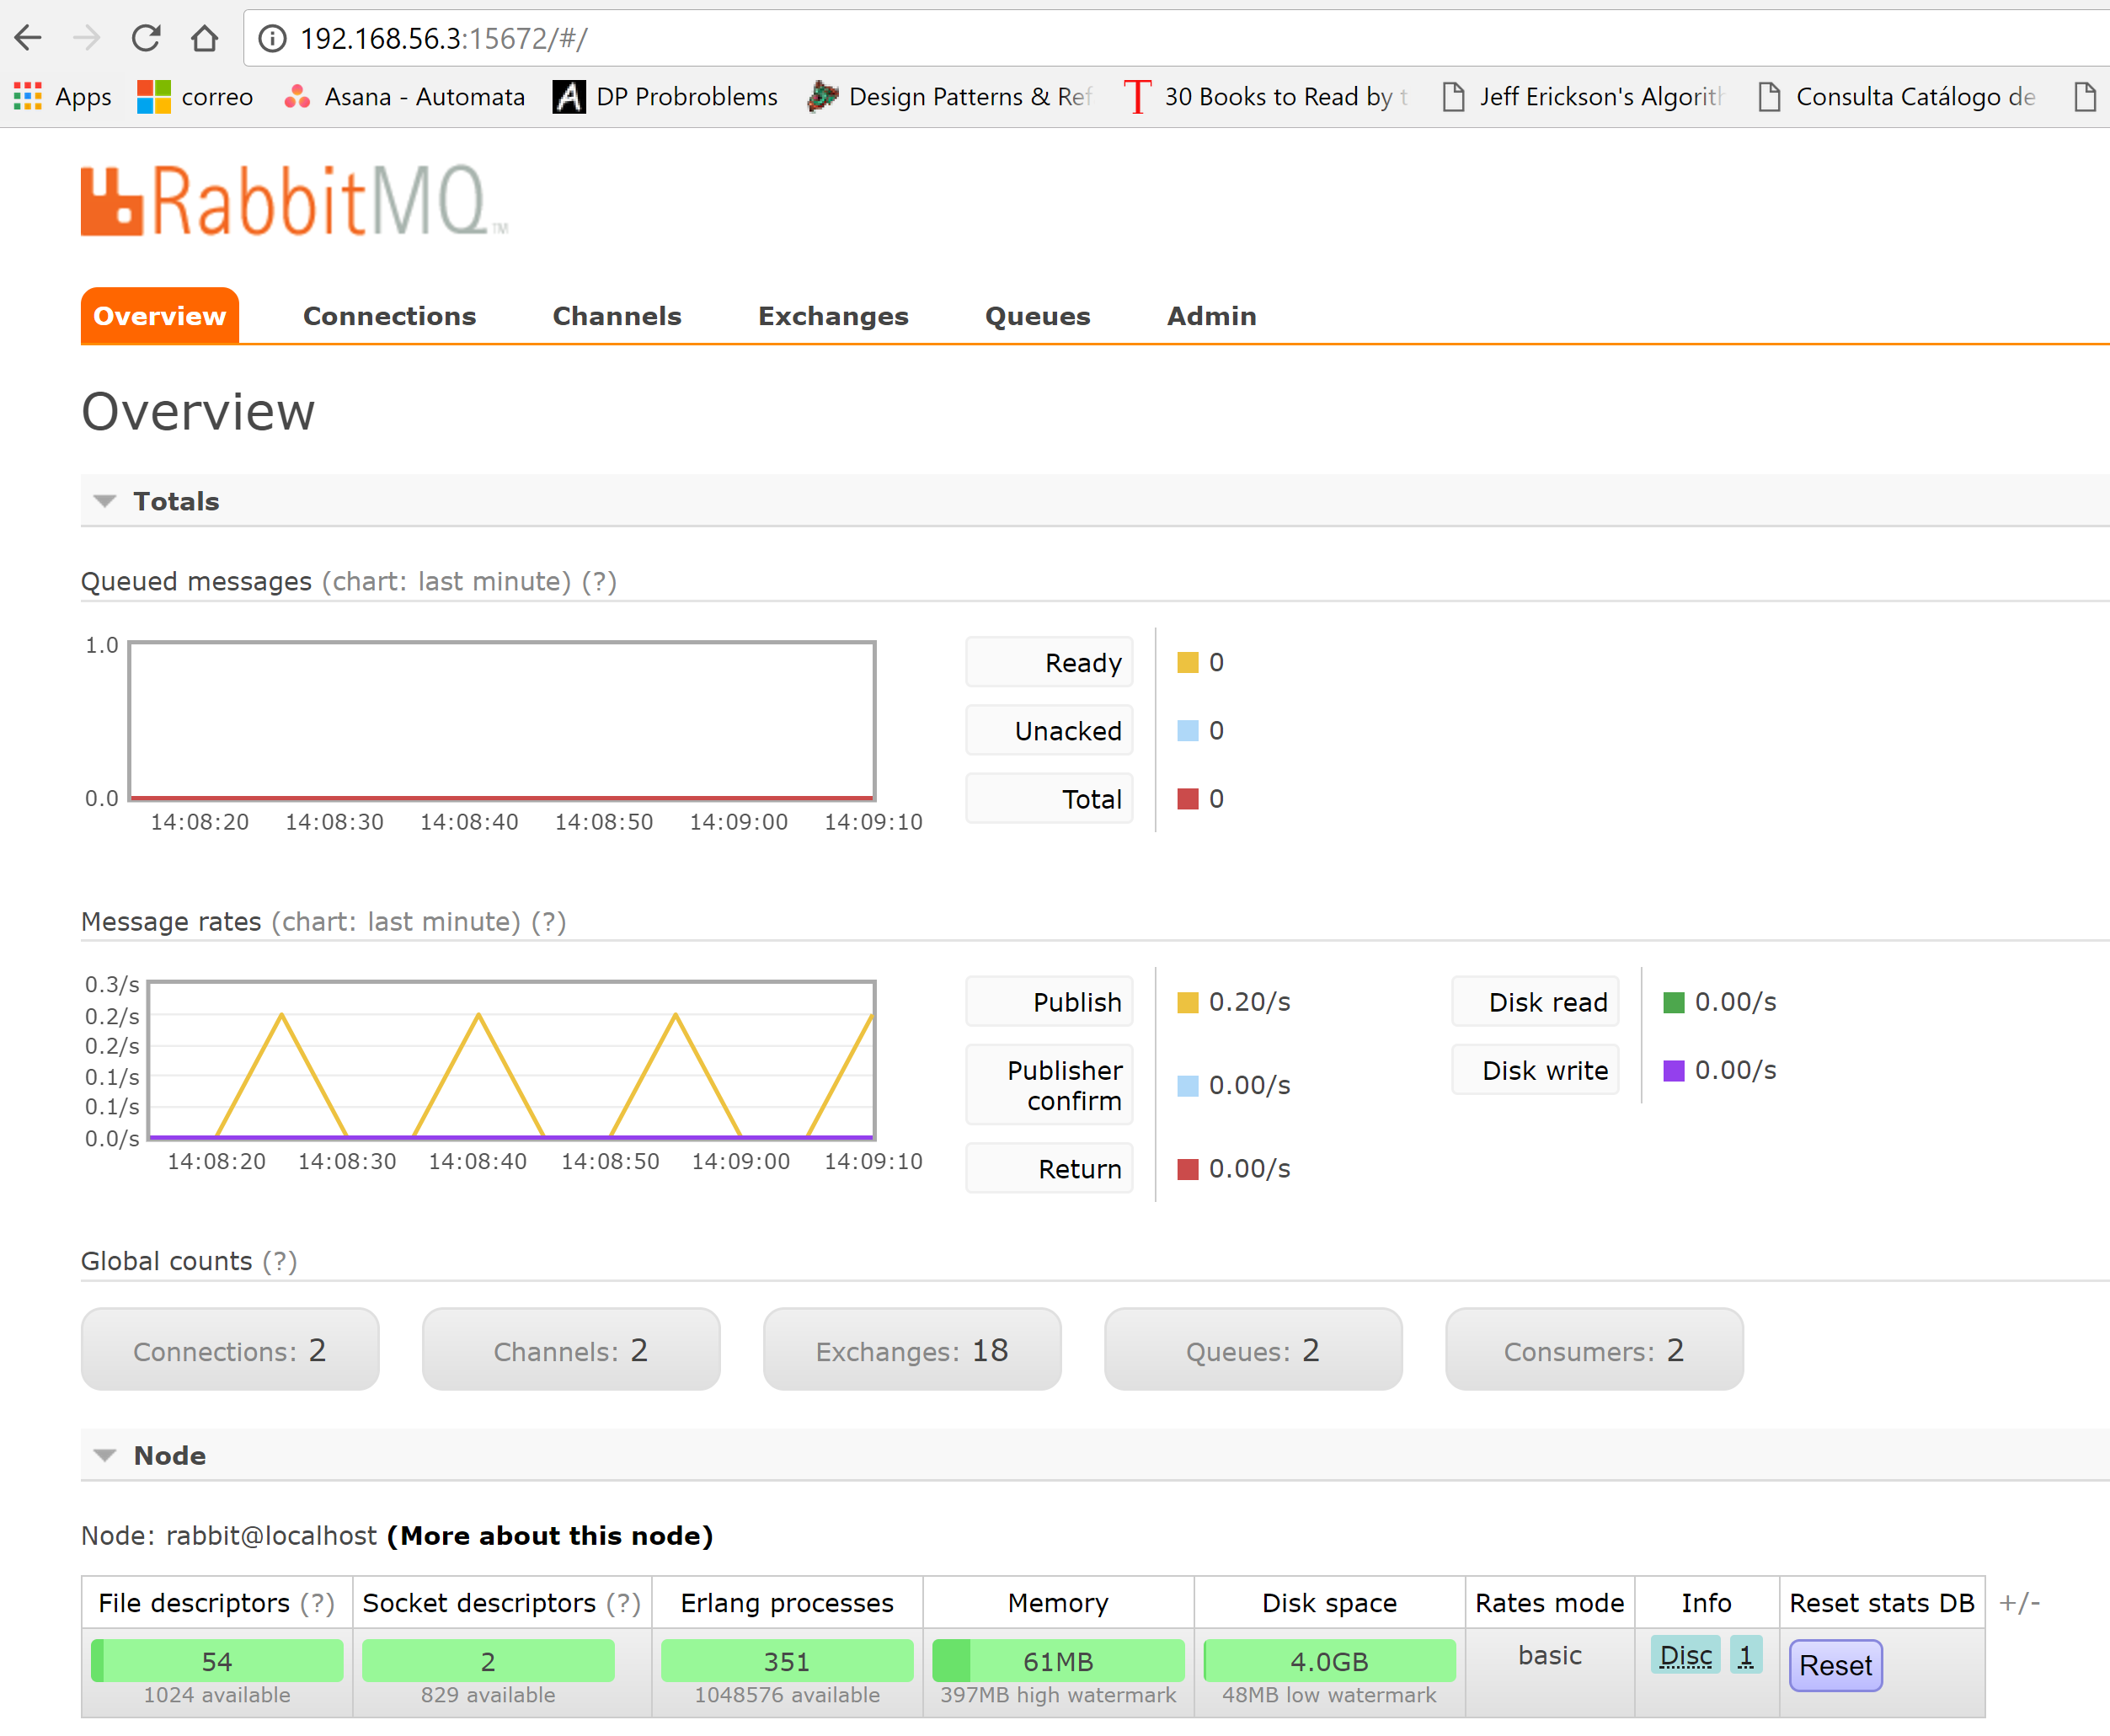 192.168.56.3:15672/#/
Apps correo Asana - Automata DP Probroblems Design Patterns & Ref 30 Books to Read by t Jeff Erickson's Algorith Consulta Catálogo de
RabbitMQ TM
Overview Connections Channels Exchanges Queues Admin
Overview
Totals
Queued messages (chart: last minute) (?)
1.0
0.0
14:08:20 14:08:30 14:08:40 14:08:50 14:09:00 14:09:10
Ready 0
Unacked 0
Total 0
Message rates (chart: last minute) (?)
0.3/s
0.2/s
0.2/s
0.1/s
0.1/s
0.0/s
14:08:20 14:08:30 14:08:40 14:08:50 14:09:00 14:09:10
Publish 0.20/s
Publisher
confirm 0.00/s
Return 0.00/s
Disk read 0.00/s
Disk write 0.00/s
Global counts (?)
Connections: 2 Channels: 2 Exchanges: 18 Queues: 2 Consumers: 2
Node
Node: rabbit@localhost (More about this node)
File descriptors (?) Socket descriptors (?) Erlang processes Memory Disk space Rates mode Info Reset stats DB +/-
54 2 351 61MB 4.0GB basic Disc 1 Reset
1024 available 829 available 1048576 available 397MB high watermark 48MB low watermark